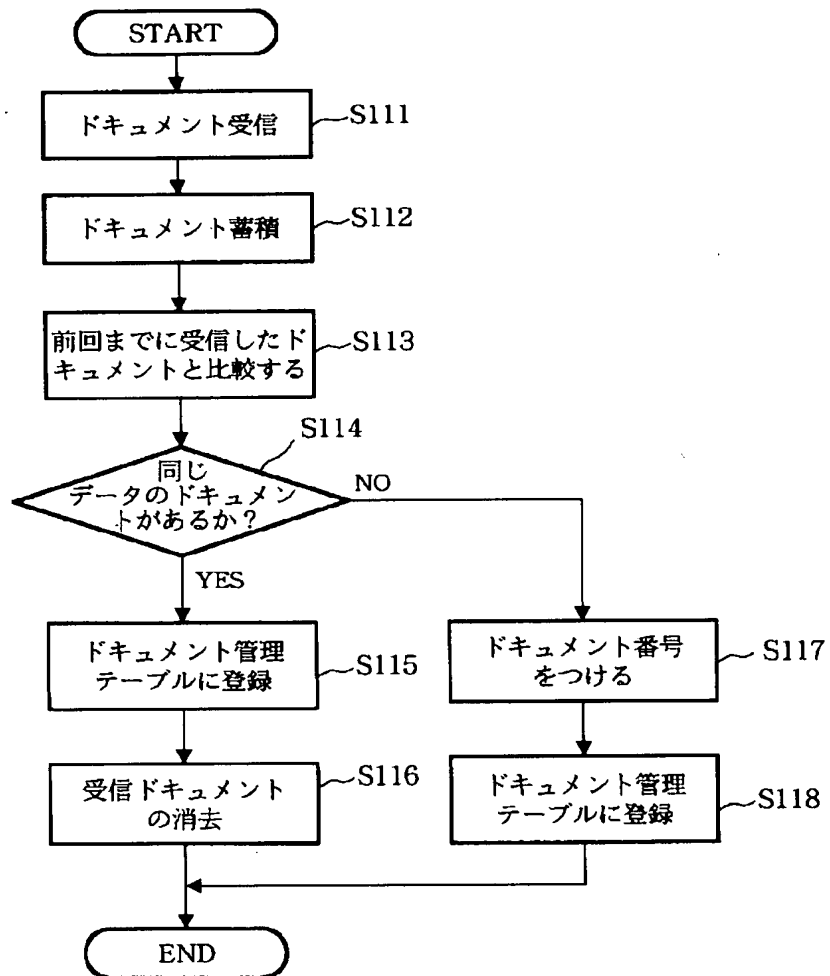 START
ドキュメント受信
S111
ドキュメント蓄積
S112
前回までに受信したド
キュメントと比較する
S113
S114
同じ
データのドキュメン
トがあるか？
NO
YES
ドキュメント管理
テーブルに登録
S115
ドキュメント番号
をつける
S117
受信ドキュメント
の消去
S116
ドキュメント管理
テーブルに登録
S118
END